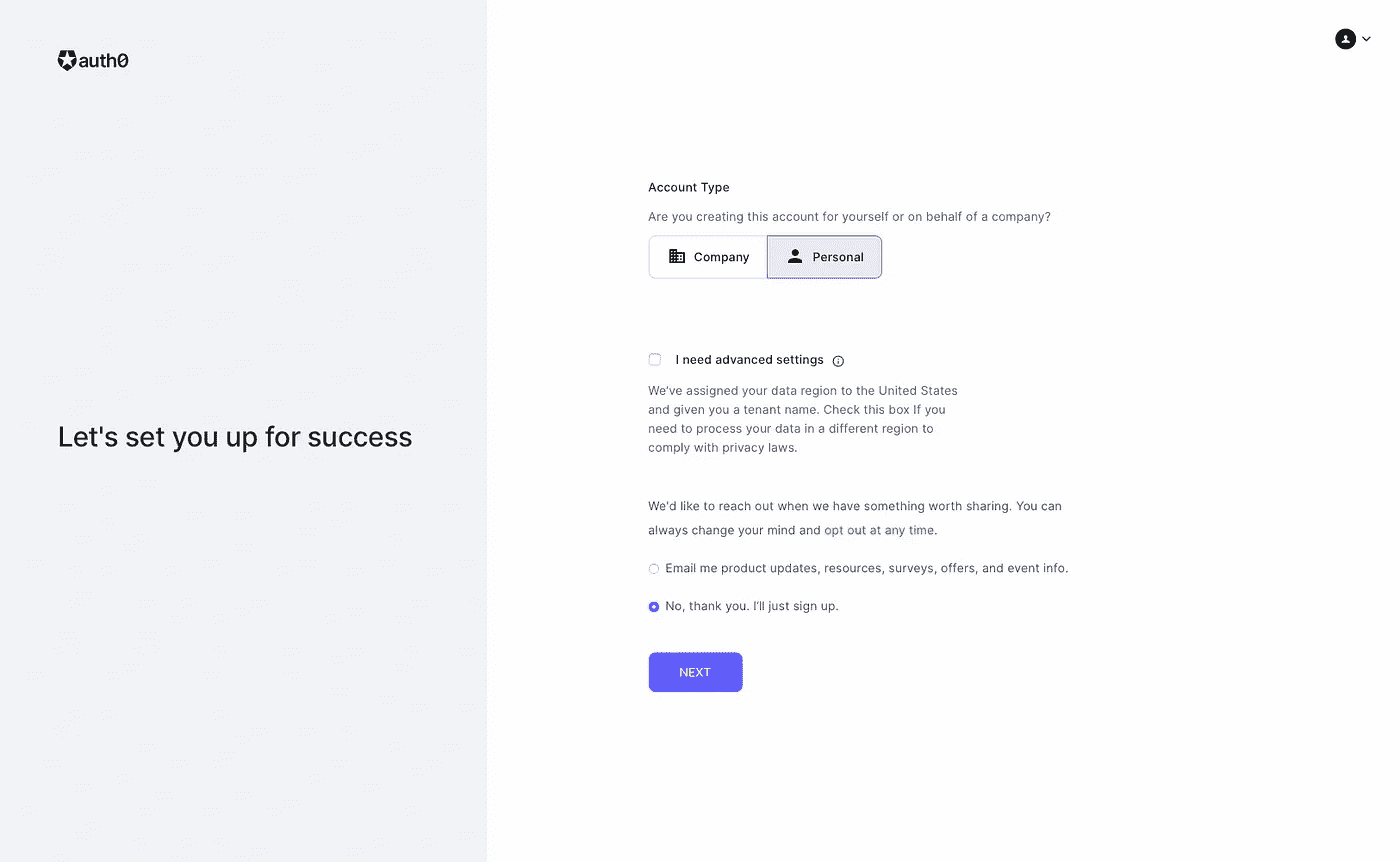 auth0
Let's set you up for success
Account Type
Are you creating this account for yourself or on behalf of a company?
Company
Personal
I need advanced settings
We've assigned your data region to the United States
and given you a tenant name. Check this box If you
need to process your data in a different region to
comply with privacy laws.
We'd like to reach out when we have something worth sharing. You can
always change your mind and opt out at any time.
Email me product updates, resources, surveys, offers, and event info.
No, thank you. I'll just sign up.
NEXT